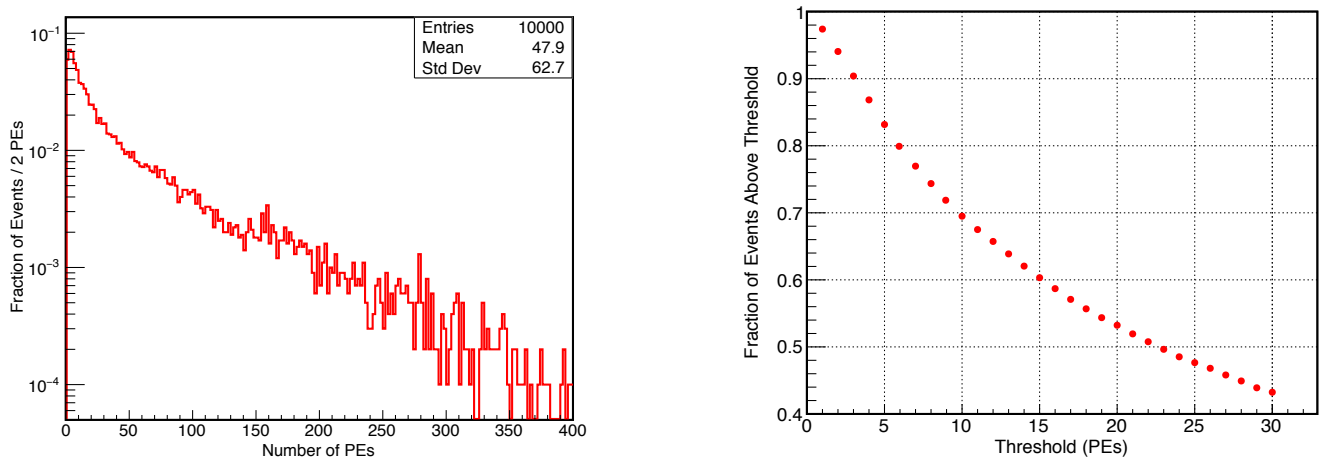 Entries 10000
Mean 47.9
Std Dev 62.7
Fraction of Events / 2 PEs
10⁻¹
10⁻²
10⁻³
10⁻⁴
0 50 100 150 200 250 300 350 400
Number of PEs
Fraction of Events Above Threshold
1
0.9
0.8
0.7
0.6
0.5
0.4
0 5 10 15 20 25 30
Threshold (PEs)